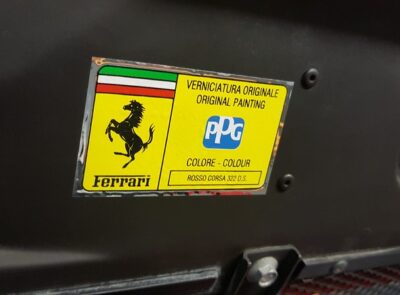 VERNICIATURA ORIGINALE
ORIGINAL PAINTING
PPG
COLORE - COLOUR
ROSSO CORSA 322 D.S.
Ferrari